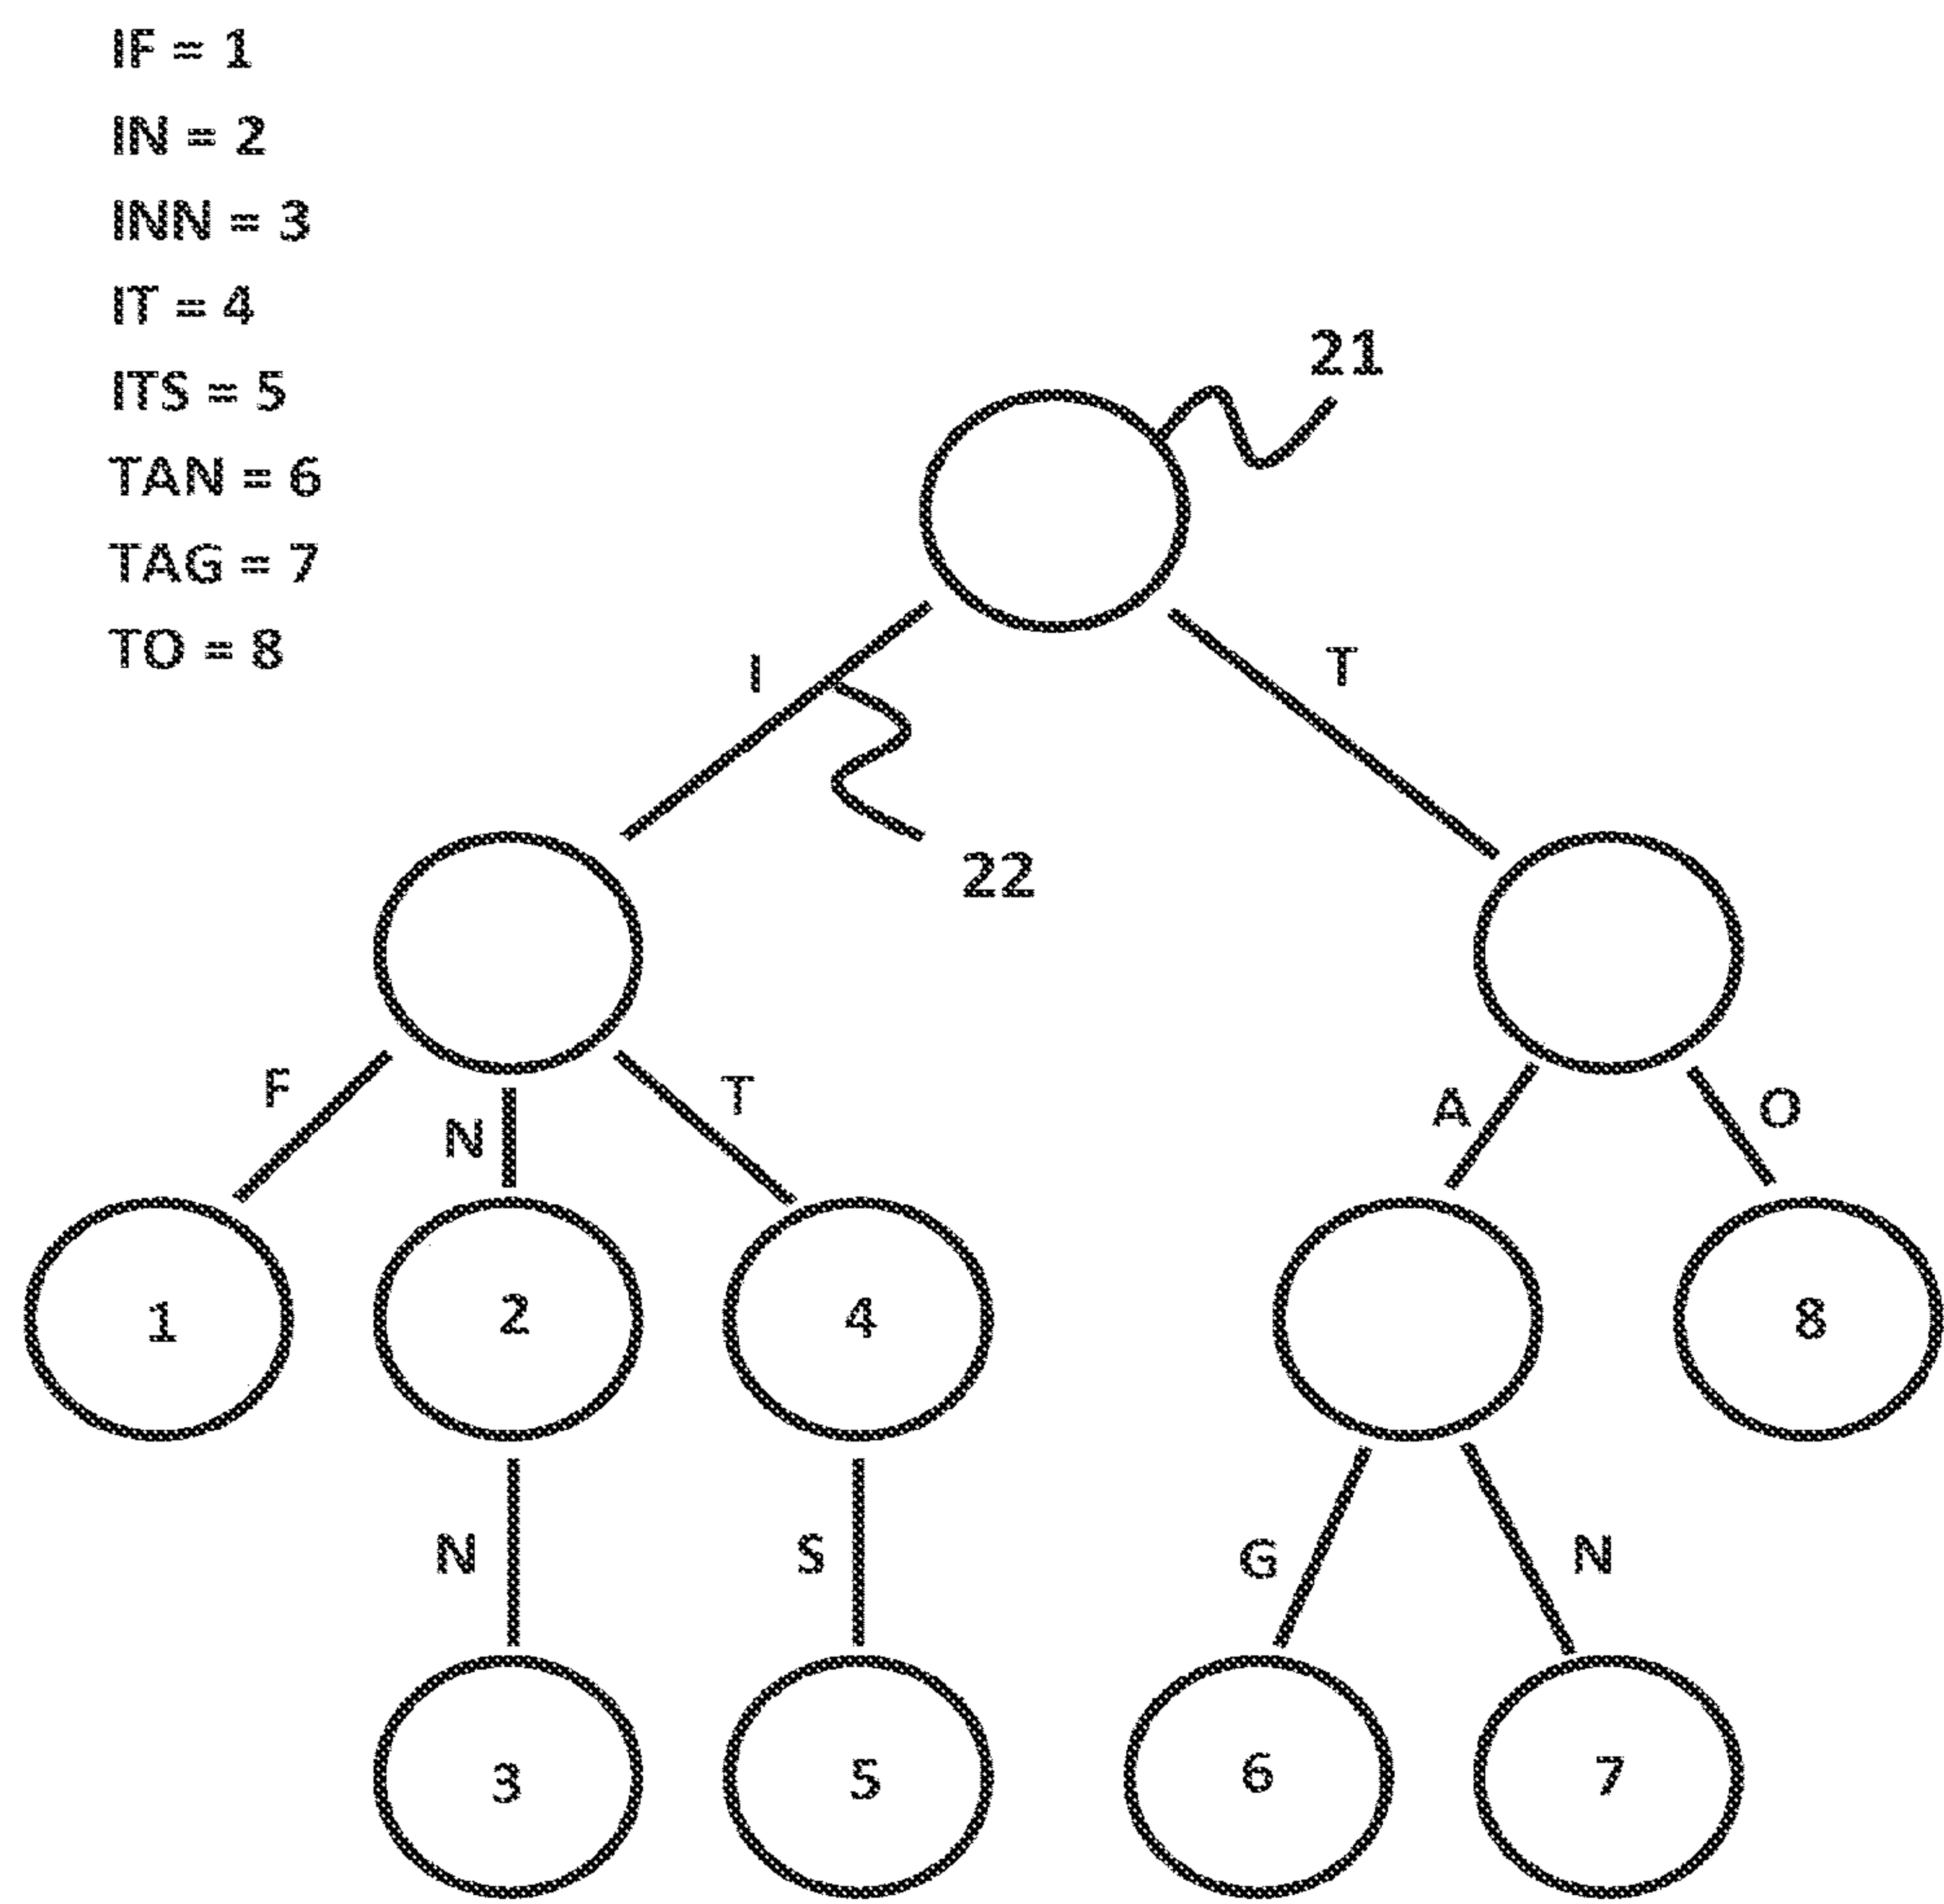 IF = 1
IN = 2
INN = 3
IT = 4
ITS = 5
TAN = 6
TAG = 7
TO = 8
21
I
T
22
F
N
T
A
O
1
2
4
8
N
S
G
N
3
5
6
7